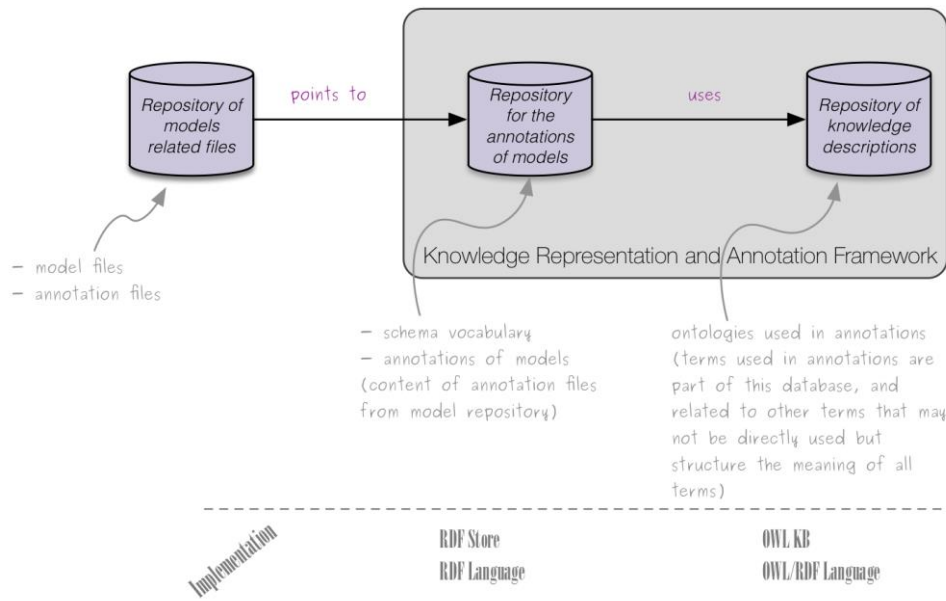 Repository of
models
related files
points to
Repository
for the
annotations
of models
uses
Repository of
knowledge
descriptions
Knowledge Representation and Annotation Framework
- model files
- annotation files
- schema vocabulary
- annotations of models
(content of annotation files
from model repository)
ontologies used in annotations
(terms used in annotations are
part of this database, and
related to other terms that may
not be directly used but
structure the meaning of all
terms)
Implementation
RDF Store
RDF Language
OWL KB
OWL/RDF Language